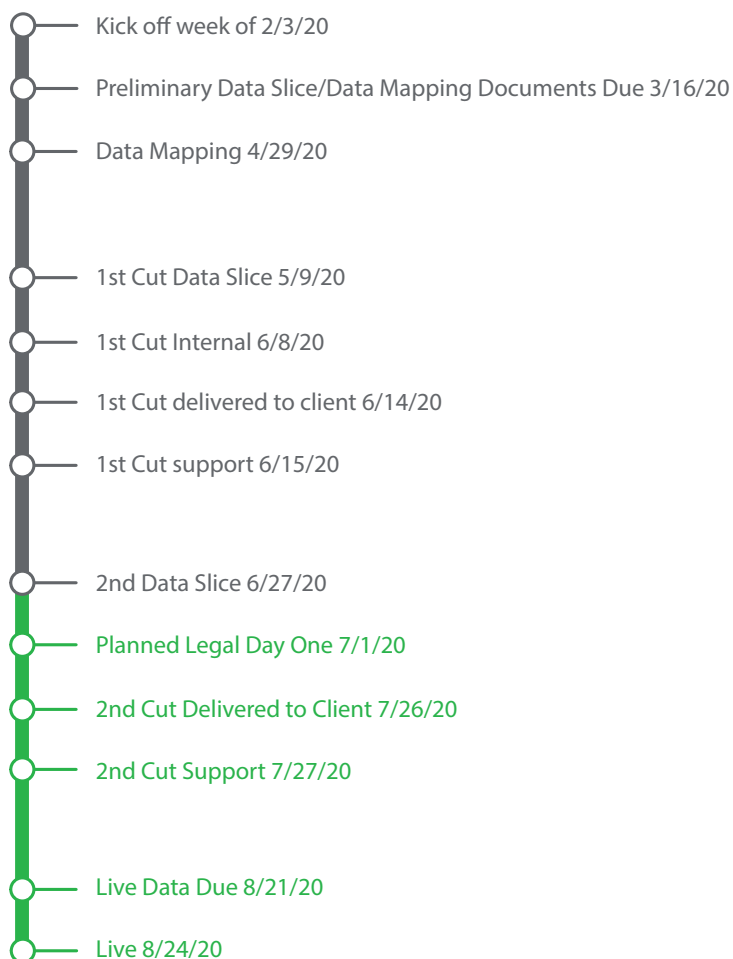 Kick off week of 2/3/20
Preliminary Data Slice/Data Mapping Documents Due 3/16/20
Data Mapping 4/29/20
1st Cut Data Slice 5/9/20
1st Cut Internal 6/8/20
1st Cut delivered to client 6/14/20
1st Cut support 6/15/20
2nd Data Slice 6/27/20
Planned Legal Day One 7/1/20
2nd Cut Delivered to Client 7/26/20
2nd Cut Support 7/27/20
Live Data Due 8/21/20
Live 8/24/20